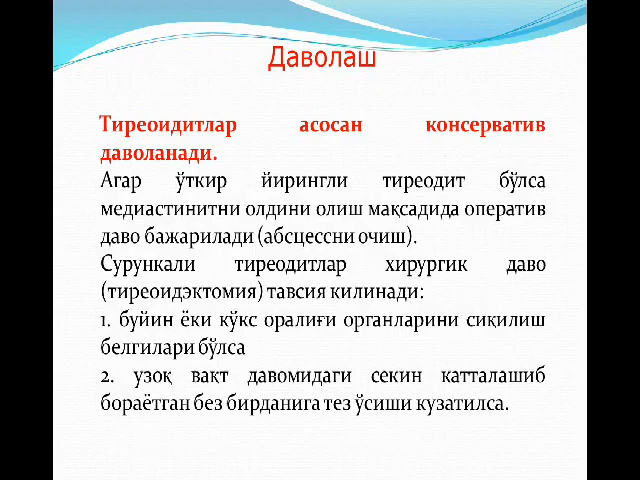 Даволаш
Тиреоидитлар асосан консерватив
даволанади.
Агар ўткир йирингли тиреодит бўлса
медиастинитни олдини олиш мақсадида оператив
даво бажарилади (абсцессни очиш).
Сурункали тиреодитлар хирургик даво
(тиреоидэктомия) тавсия килинади:
1. буйин ёки кўкс оралиғи органларини сиқилиш
белгилари бўлса
2. узоқ вақт давомидаги секин қатталашиб
бораётган без бирданига тез ўсиши кузатилса.